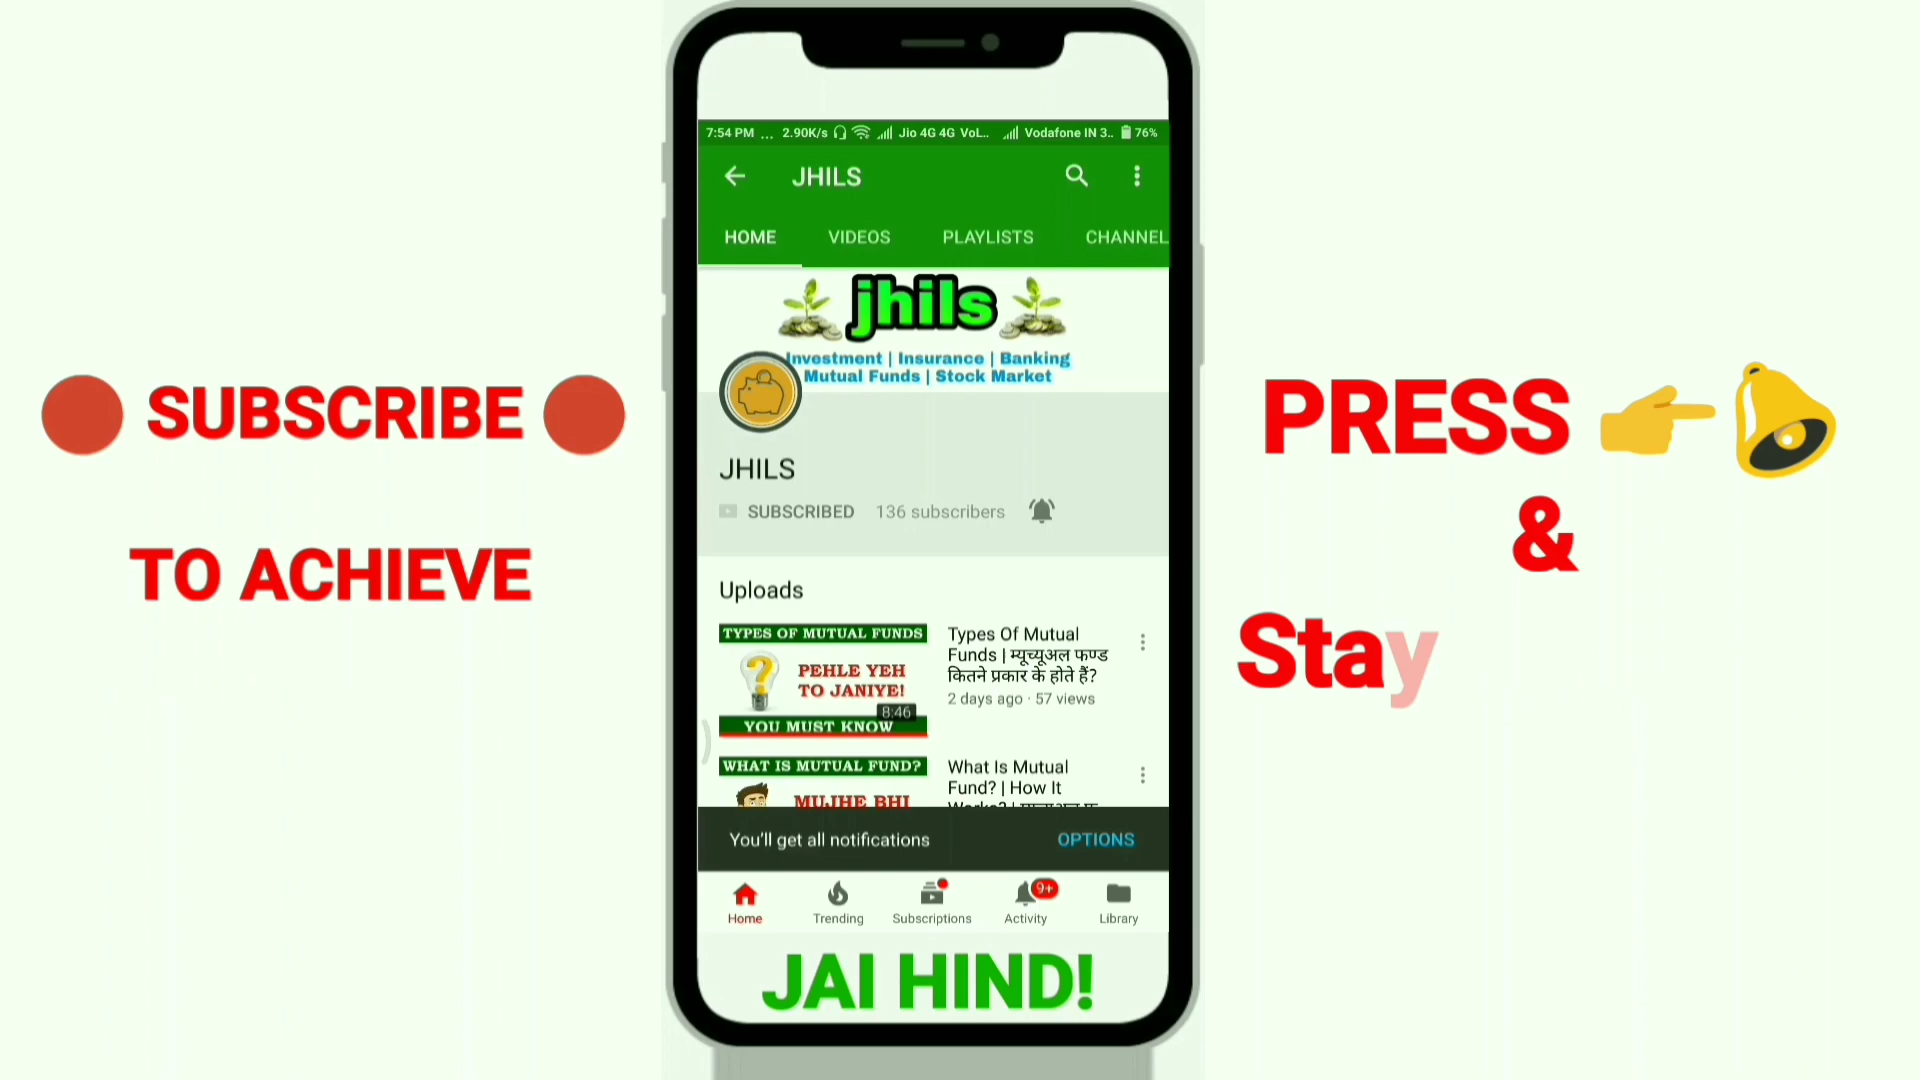 SUBSCRIBE
TO ACHIEVE
7:54 PM ... 2.90K/s Jio 4G 4G VoL.. Vodafone IN 3.. 76%
JHILS
HOME VIDEOS PLAYLISTS CHANNEL
jhils
Investment | Insurance | Banking
Mutual Funds | Stock Market
JHILS
SUBSCRIBED 136 subscribers
Uploads
TYPES OF MUTUAL FUNDS
PEHLE YEH
TO JANIYE!
8:46
YOU MUST KNOW
Types Of Mutual
Funds | म्यूच्यूअल फण्ड
कितने प्रकार के होते हैं?
2 days ago · 57 views
WHAT IS MUTUAL FUND?
MUJHE BHI
What Is Mutual
Fund? | How It
You'll get all notifications OPTIONS
9+
Home Trending Subscriptions Activity Library
JAI HIND!
PRESS
&
Stay